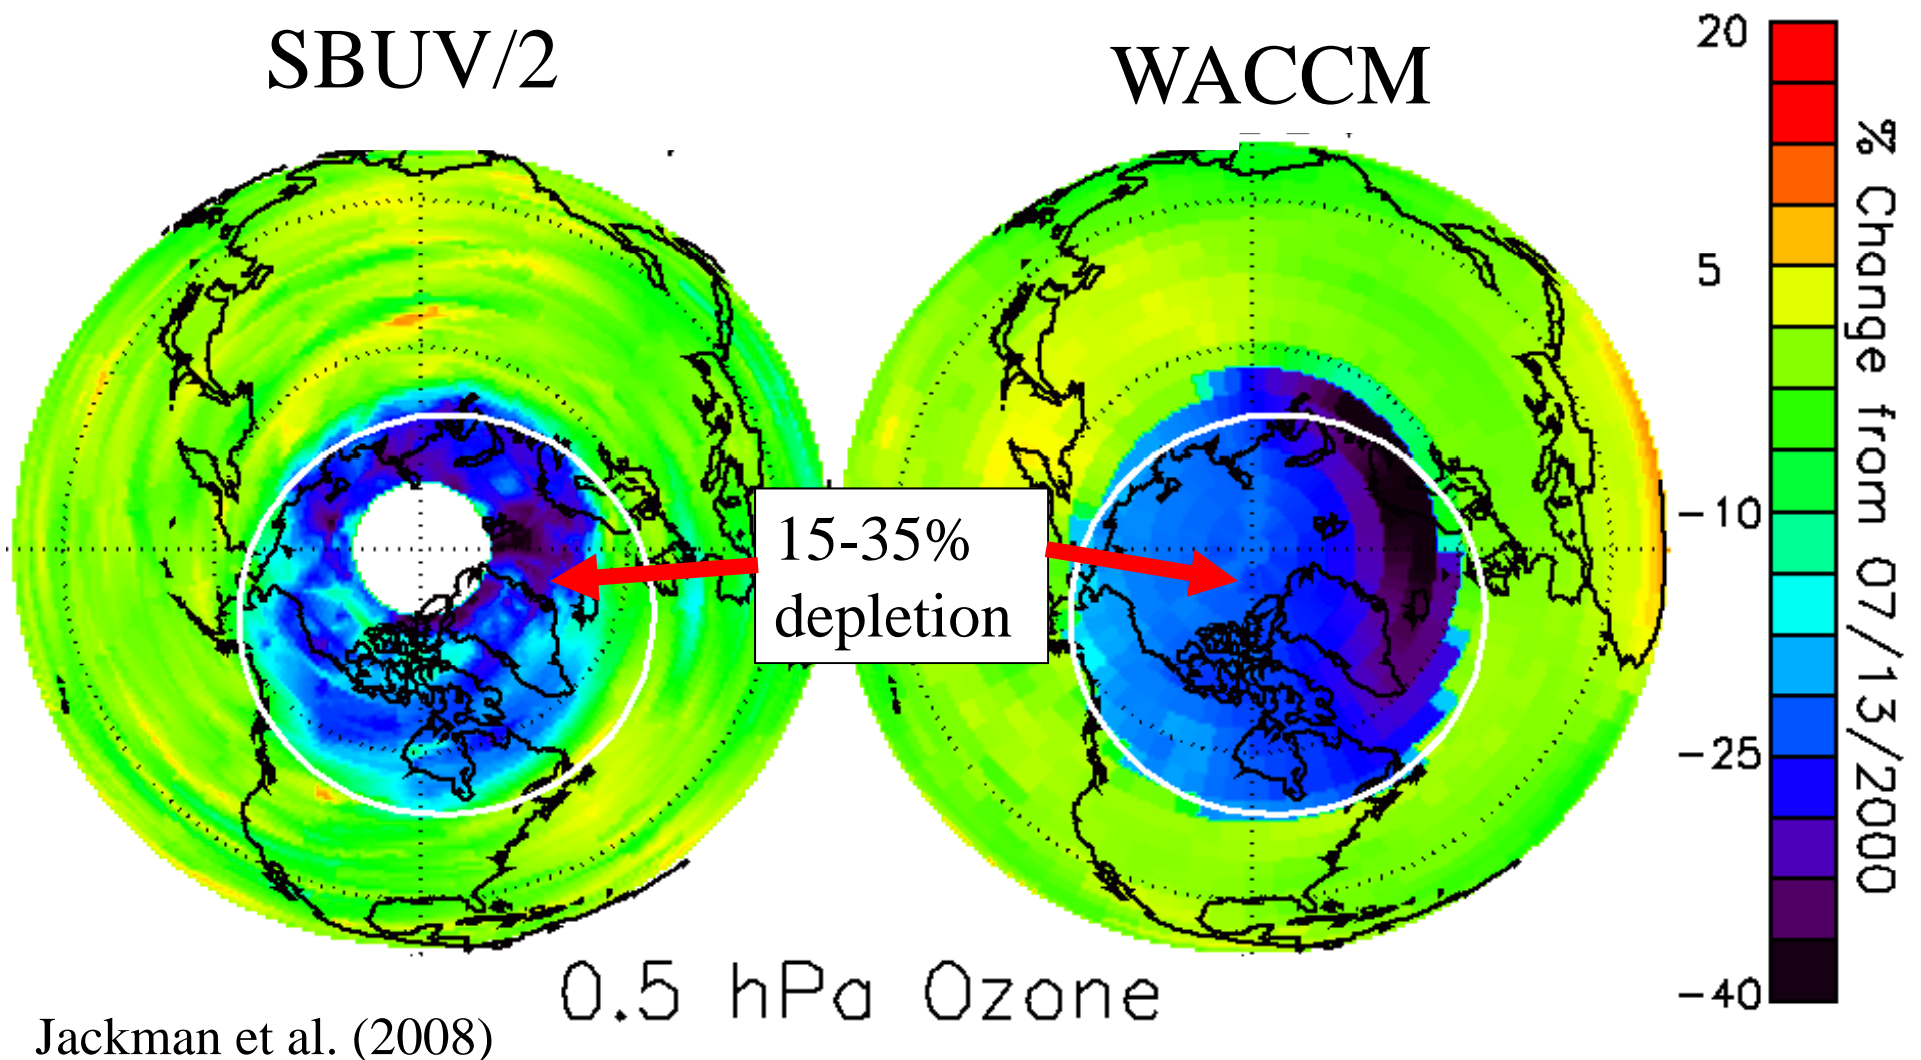 SBUV/2
WACCM
20
5
-10
-25
-40
% Change from 07/13/2000
15-35%
depletion
0.5 hPa Ozone
Jackman et al. (2008)